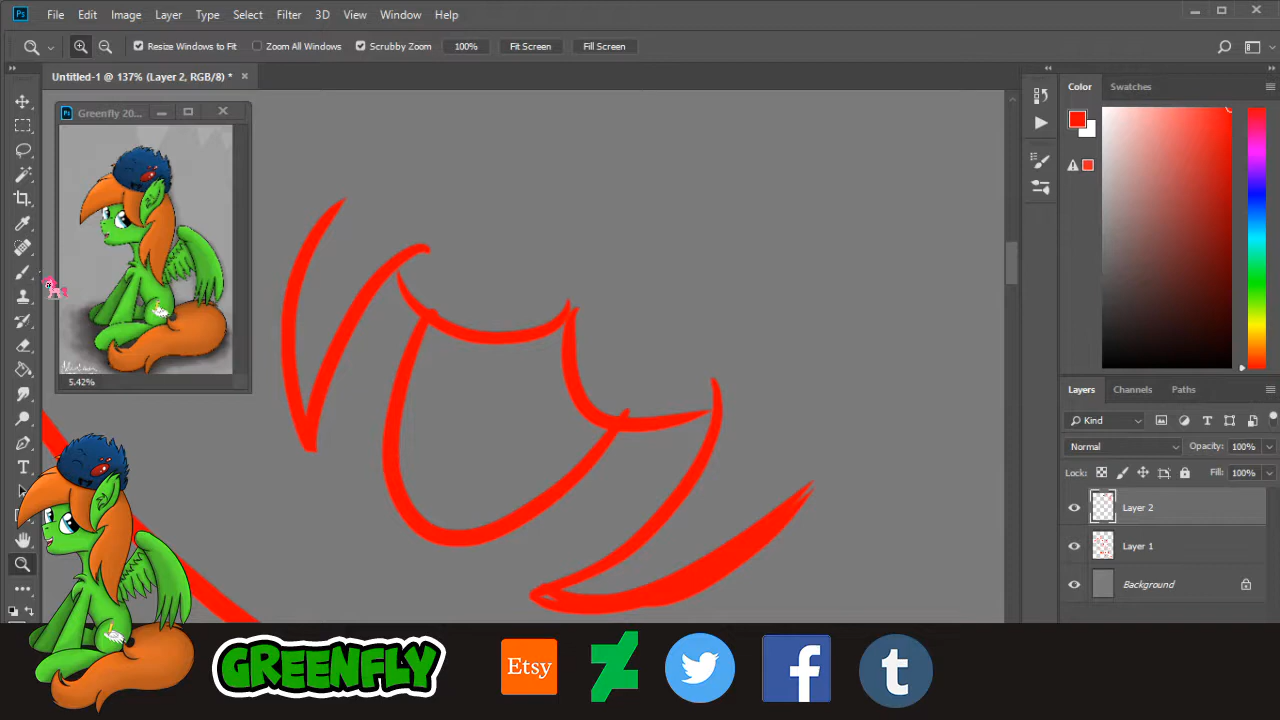 Ps File Edit Image Layer Type Select Filter 3D View Window Help
Resize Windows to Fit Zoom All Windows Scrubby Zoom 100% Fit Screen Fill Screen
Untitled-1 @ 137% (Layer 2, RGB/8) *
Color Swatches
Ps Greenfly 20...
5.42%
Layers Channels Paths
Kind
Normal Opacity: 100%
Lock: Fill: 100%
Layer 2
Layer 1
Background
T
GREENFLY
Etsy
f
t